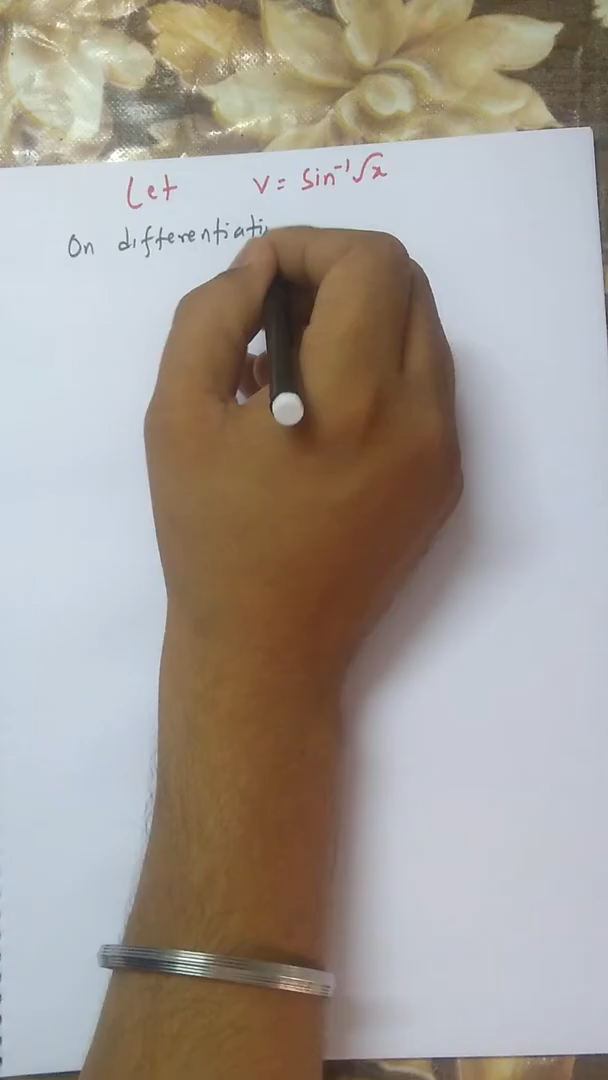 Let v = sin⁻¹√x
On differentiati